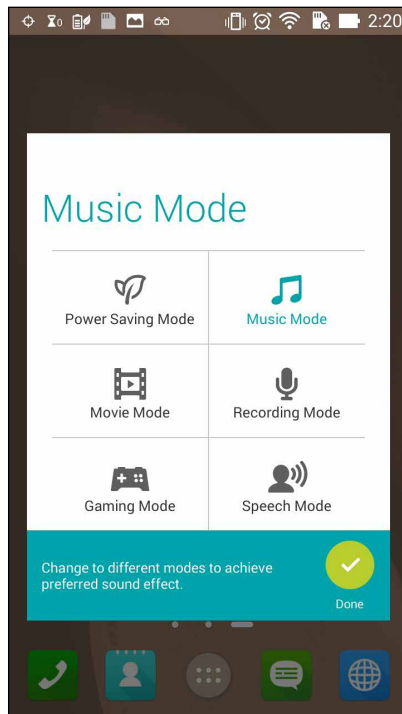 2:20
Music Mode
Power Saving Mode
Music Mode
Movie Mode
Recording Mode
Gaming Mode
Speech Mode
Change to different modes to achieve
preferred sound effect.
Done